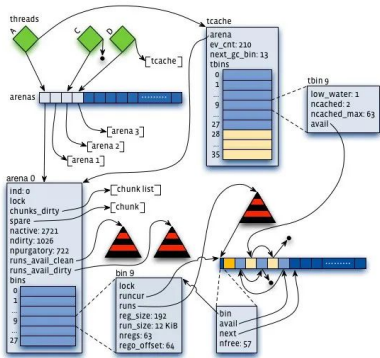 threads
A
C
D
[tcache]
tcache
arena
ev_cnt: 210
next_gc_bin: 13
tbins
0
1
...
9
...
27
28
...
35
tbin 9
low_water: 1
ncached: 2
ncached_max: 63
avail
arenas
.........
[arena 3]
[arena 2]
[arena 1]
arena 0
ind: 0
lock
chunks_dirty
spare
nactive: 2721
ndirty: 1026
npurgatory: 722
runs_avail_clean
runs_avail_dirty
bins
0
1
...
9
...
27
[chunk list]
[chunk]
bin 9
lock
runcur
runs
reg_size: 192
run_size: 12 KiB
nregs: 63
rego_offset: 64
.........
bin
avail
next
nfree: 57